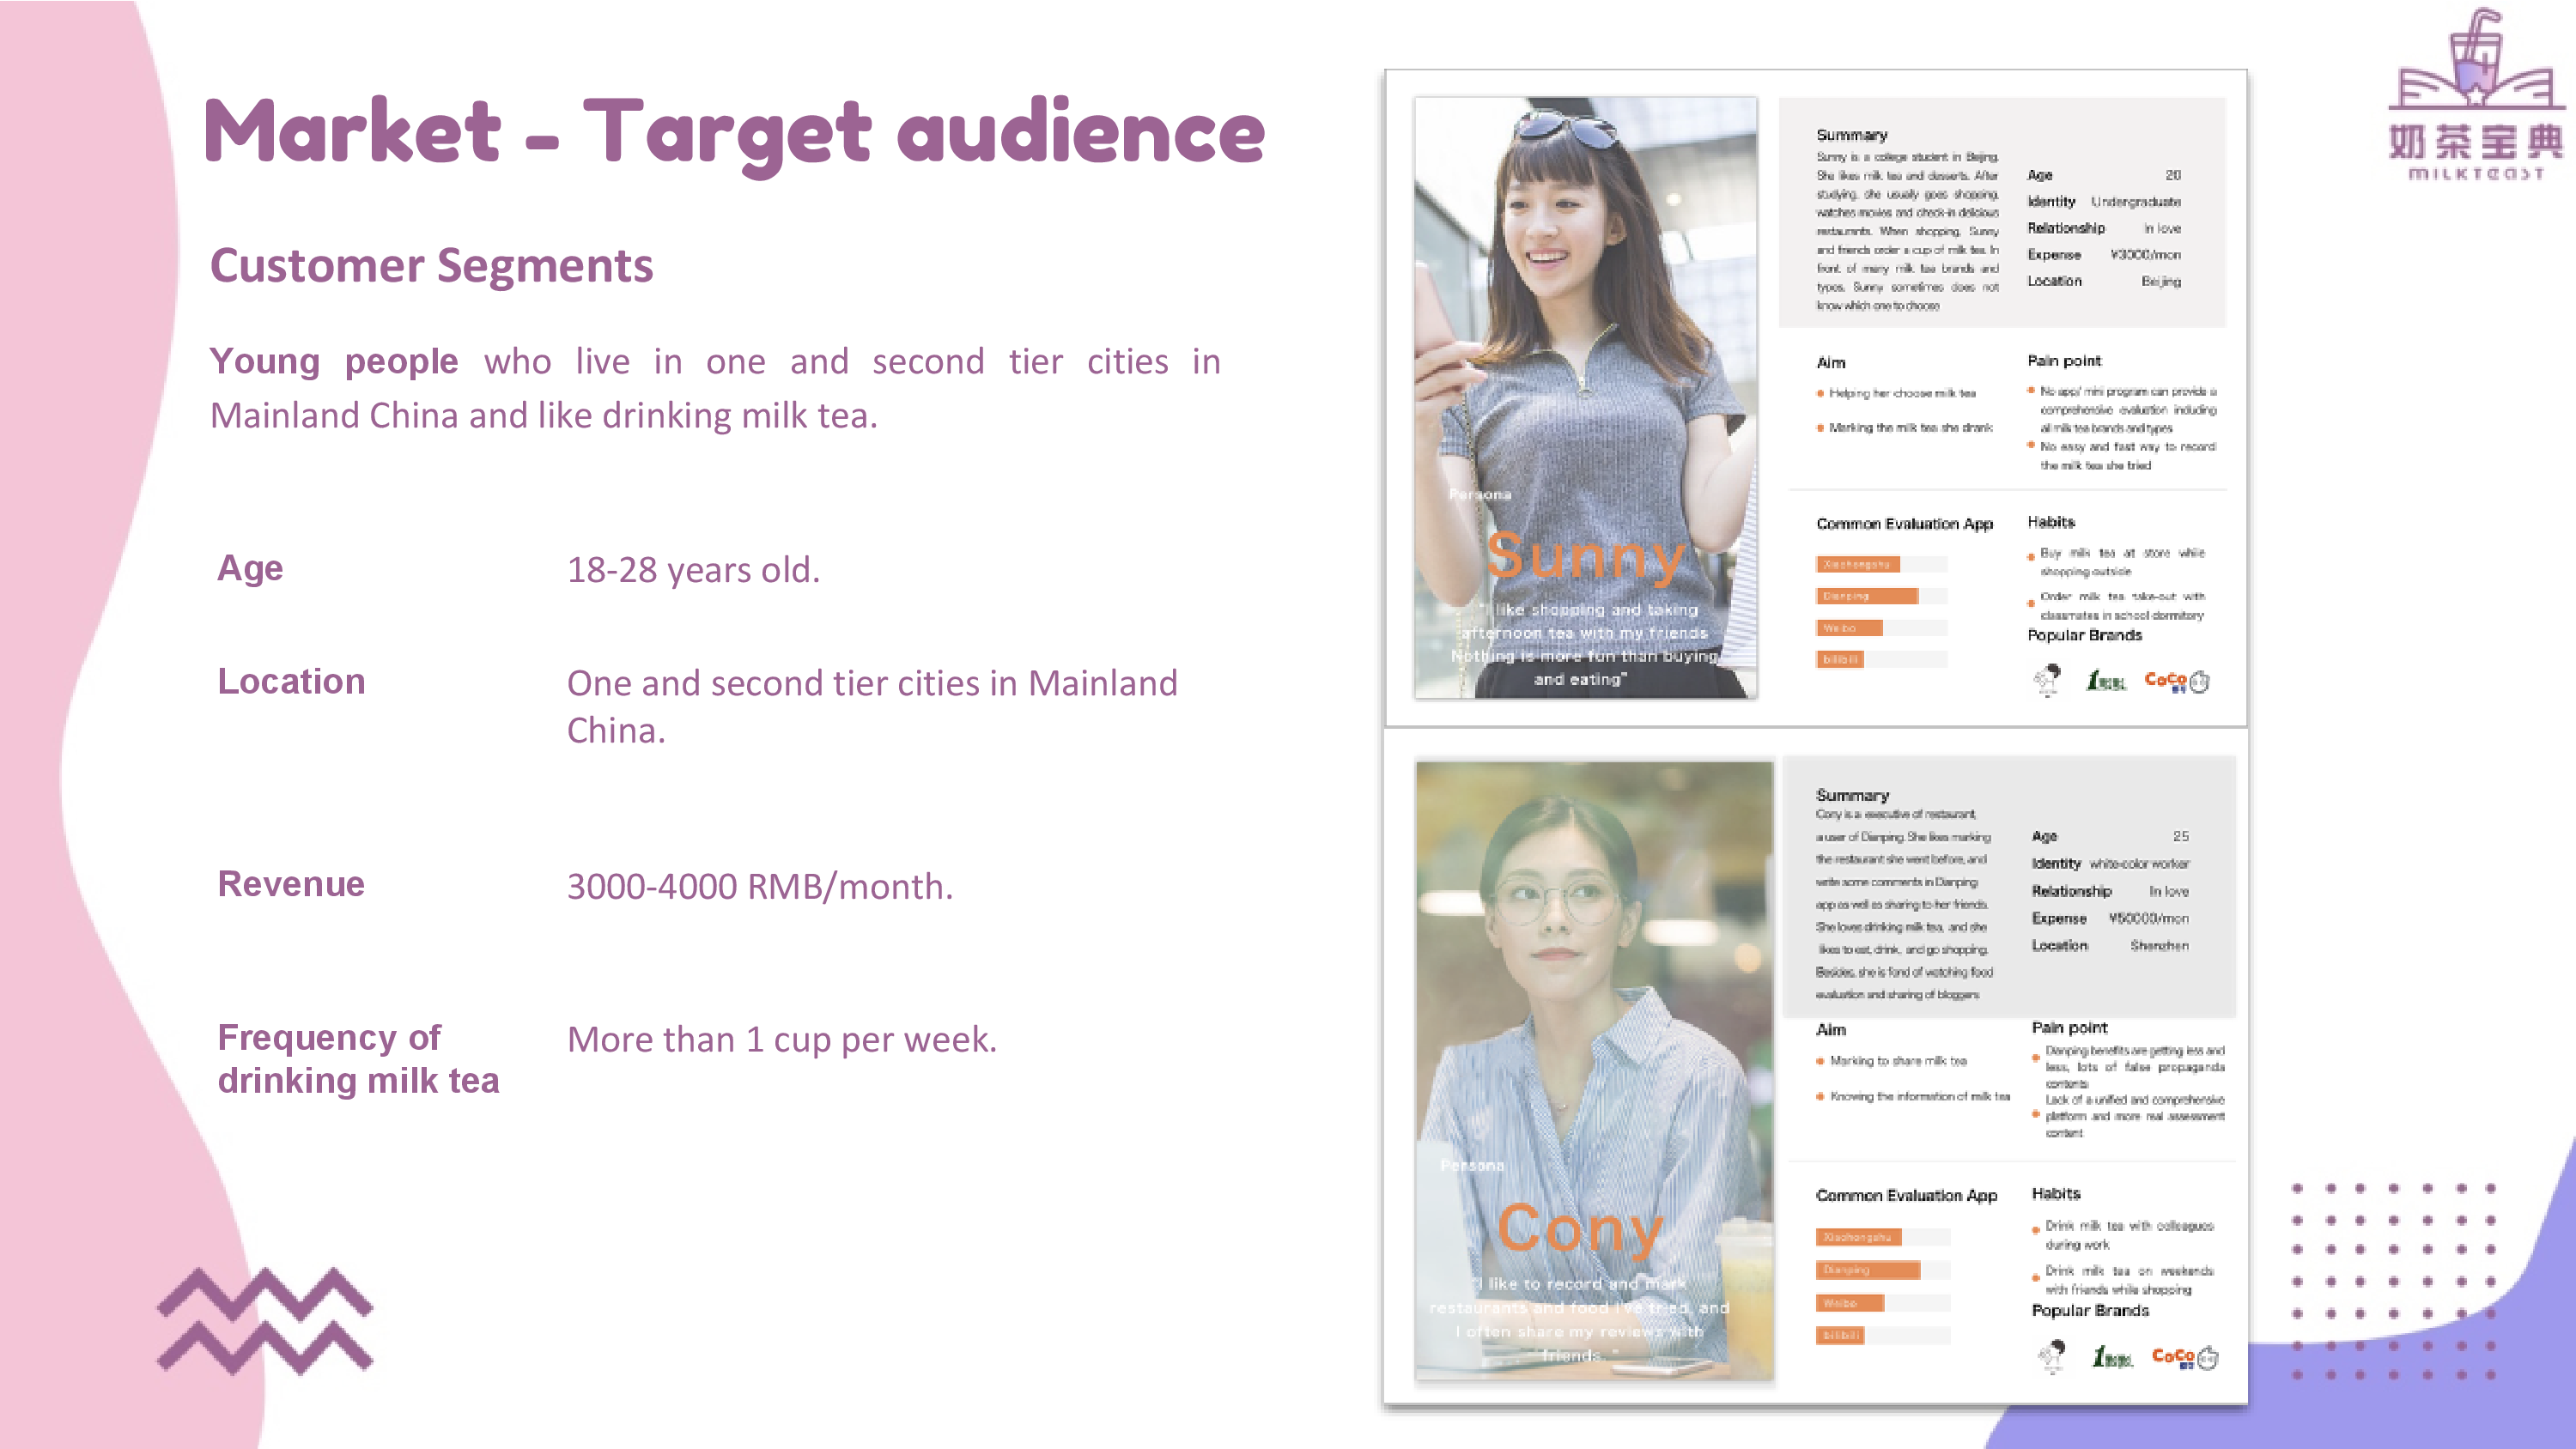 Market - Target audience
奶茶宝典
MILKTEAST
Customer Segments
Young people who live in one and second tier cities in
Mainland China and like drinking milk tea.
Age 18-28 years old.
Location One and second tier cities in Mainland
China.
Revenue 3000-4000 RMB/month.
Frequency of More than 1 cup per week.
drinking milk tea
Persona
Sunny
"I like shopping and taking
afternoon tea with my friends
Nothing is more fun than buying
and eating"
Summary
Sunny is a college student in Beijing.
She likes milk tea and desserts. After
studying, she usually goes shopping,
watches movies and check-in delicious
restaurants. When shopping, Sunny
and friends order a cup of milk tea. In
front of many milk tea brands and
types, Sunny sometimes does not
know which one to choose
Age 20
Identity Undergraduate
Relationship In love
Expense ¥3000/mon
Location Beijing
Aim
Helping her choose milk tea
Marking the milk tea she drank
Pain point
No app/ mini program can provide a
comprehensive evaluation including
all milk tea brands and types
No easy and fast way to record
the milk tea she tried
Common Evaluation App
Xiaohongshu
Dianping
Weibo
bilibili
Habits
Buy milk tea at store while
shopping outside
Order milk tea take-out with
classmates in school dormitory
Popular Brands
CoCo
Persona
Cony
"I like to record and mark
restaurants and food I've tried, and
I often share my reviews with
friends."
Summary
Cony is a executive of restaurant,
a user of Dianping. She likes marking
the restaurant she went before, and
write some comments in Dianping
app as well as sharing to her friends.
She loves drinking milk tea, and she
likes to eat, drink, and go shopping.
Besides, she is fond of watching food
evaluation and sharing of bloggers
Age 25
Identity white-color worker
Relationship In love
Expense ¥50000/mon
Location Shenzhen
Aim
Marking to share milk tea
Knowing the information of milk tea
Pain point
Dianping benefits are getting less and
less, lots of false propaganda
contents
Lack of a unified and comprehensive
platform and more real assessment
content
Common Evaluation App
Xiaohongshu
Dianping
Weibo
bilibili
Habits
Drink milk tea with colleagues
during work
Drink milk tea on weekends
with friends while shopping
Popular Brands
CoCo